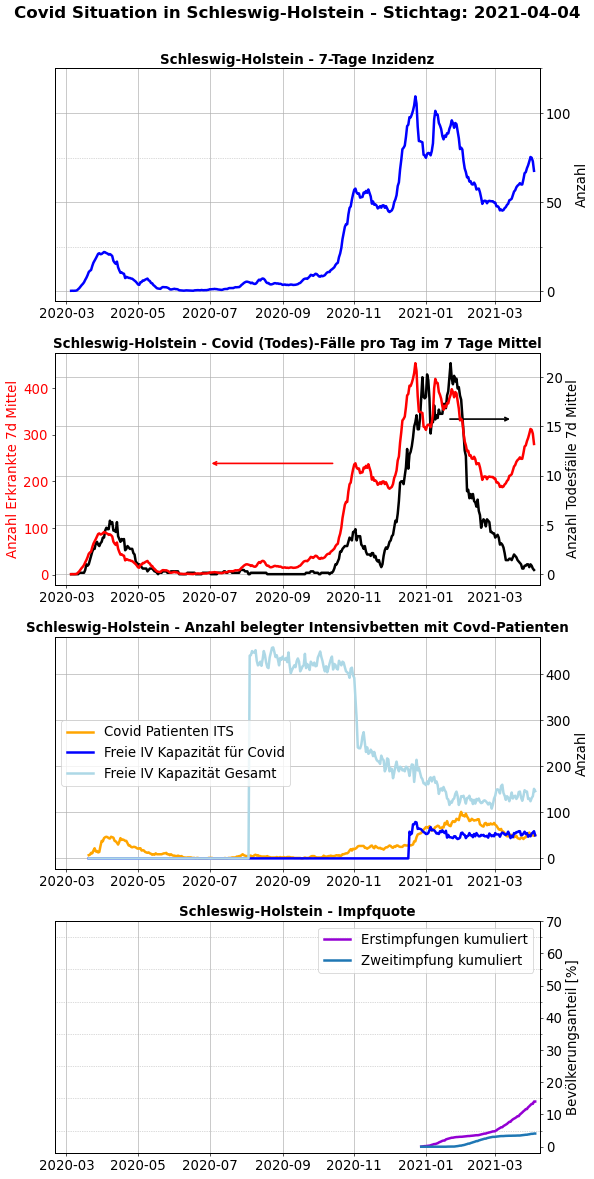 Covid Situation in Schleswig-Holstein - Stichtag: 2021-04-04
Schleswig-Holstein - 7-Tage Inzidenz
100
50
0
Anzahl
2020-03 2020-05 2020-07 2020-09 2020-11 2021-01 2021-03
Schleswig-Holstein - Covid (Todes)-Fälle pro Tag im 7 Tage Mittel
Anzahl Erkrankte 7d Mittel
400
300
200
100
0
20
15
10
5
0
Anzahl Todesfälle 7d Mittel
2020-03 2020-05 2020-07 2020-09 2020-11 2021-01 2021-03
Schleswig-Holstein - Anzahl belegter Intensivbetten mit Covd-Patienten
Covid Patienten ITS
Freie IV Kapazität für Covid
Freie IV Kapazität Gesamt
400
300
200
100
0
Anzahl
2020-03 2020-05 2020-07 2020-09 2020-11 2021-01 2021-03
Schleswig-Holstein - Impfquote
Erstimpfungen kumuliert
Zweitimpfung kumuliert
70
60
50
40
30
20
10
0
Bevölkerungsanteil [%]
2020-03 2020-05 2020-07 2020-09 2020-11 2021-01 2021-03